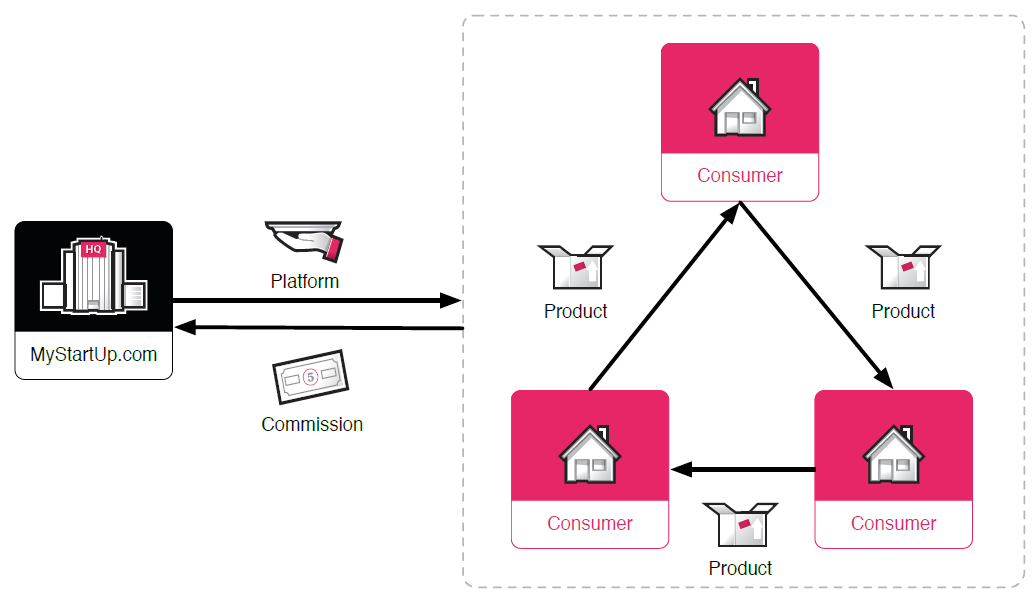 Consumer
HQ
MyStartUp.com
Platform
Commission
Product
Product
5
Consumer
Consumer
Product